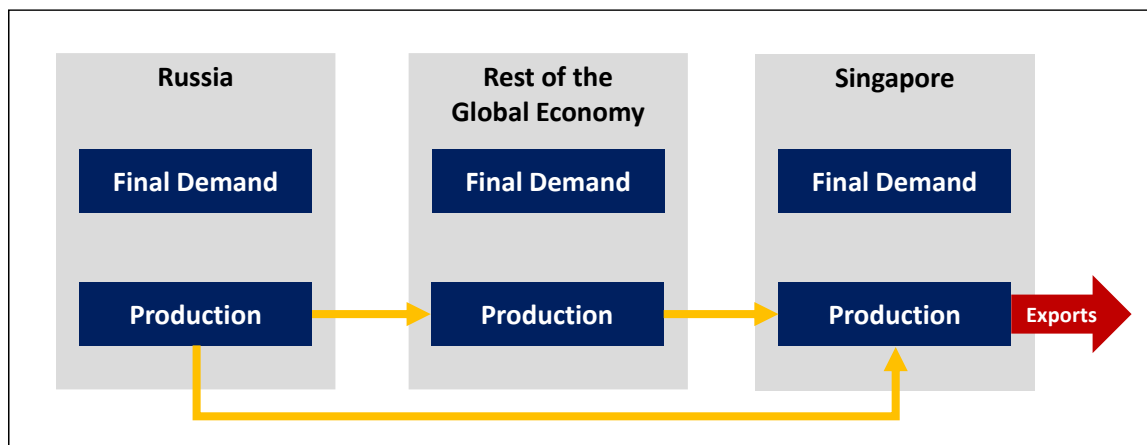 Russia
Rest of the
Global Economy
Singapore
Final Demand
Final Demand
Final Demand
Production
Production
Production
Exports